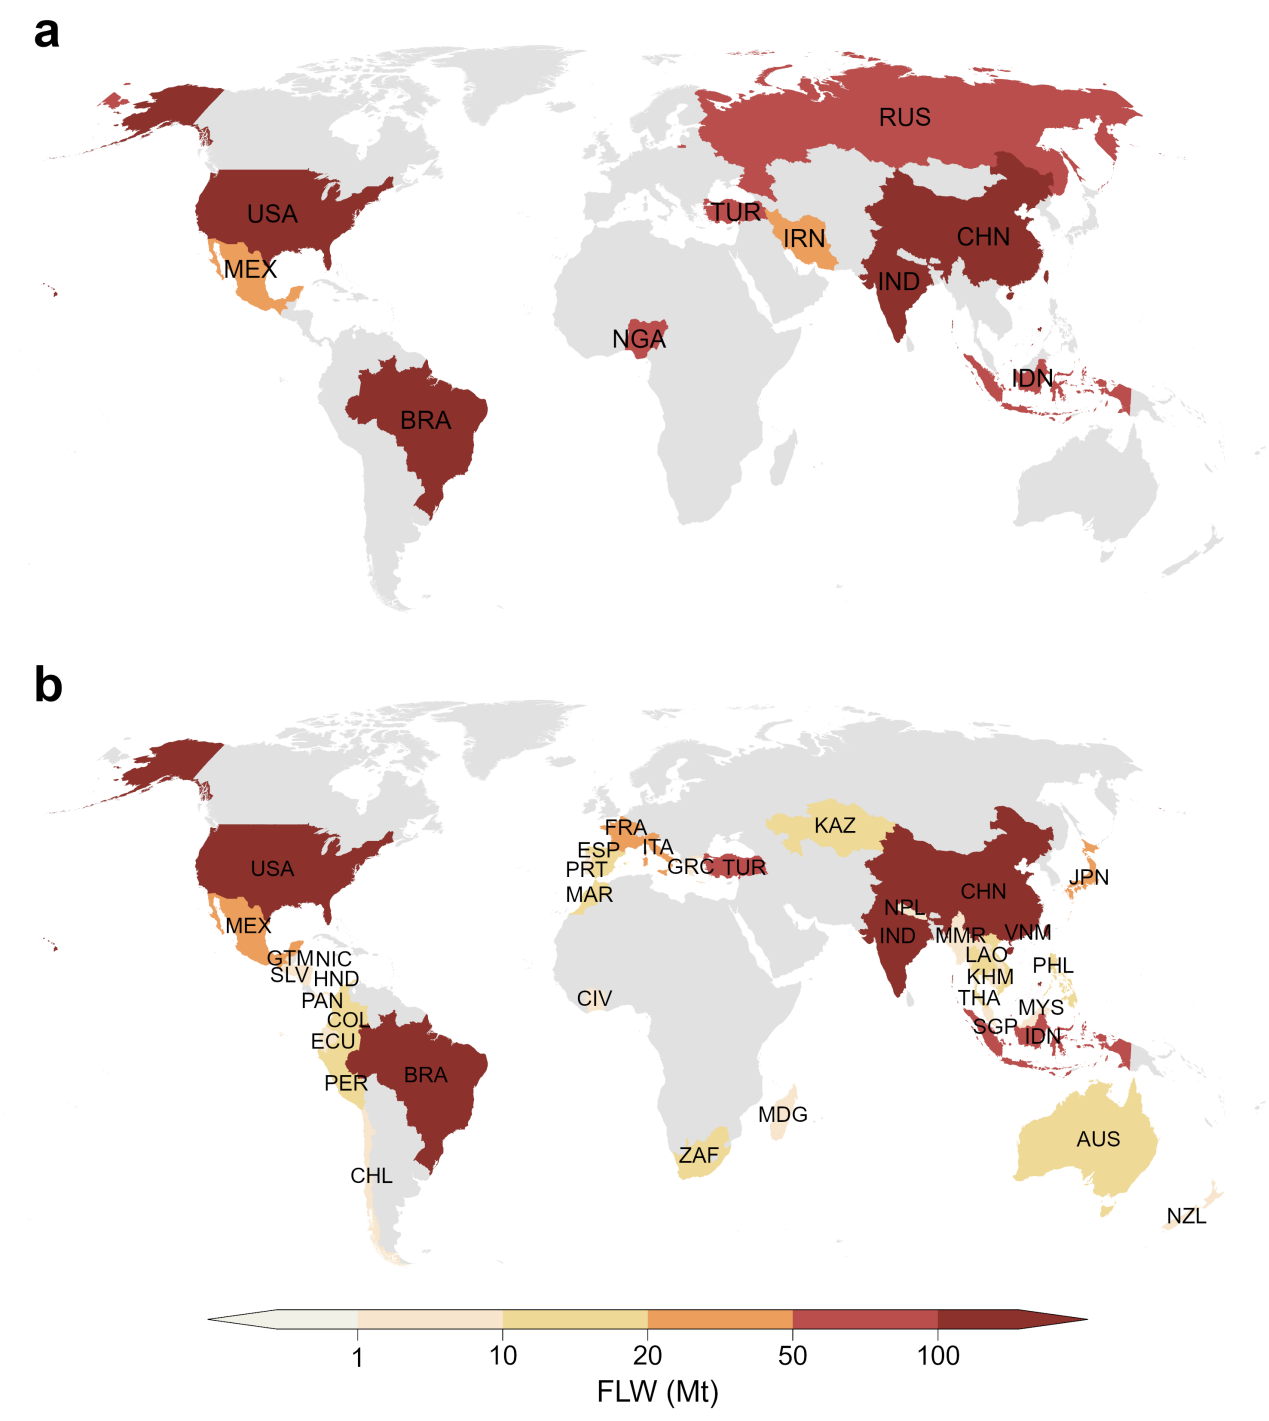 a
RUS
USA
TUR
CHN
IRN
MEX
IND
NGA
IDN
BRA
b
FRA
KAZ
ITA
ESP
USA
GRC TUR
PRT
JPN
CHN
MAR
NPL
MEX
IND
MMR
VNM
LAO
GTM
NIC
PHL
SLV
HND
KHM
CIV
THA
PAN
MYS
COL
SGP
IDN
ECU
BRA
PER
MDG
AUS
ZAF
CHL
NZL
1 10 20 50 100
FLW (Mt)